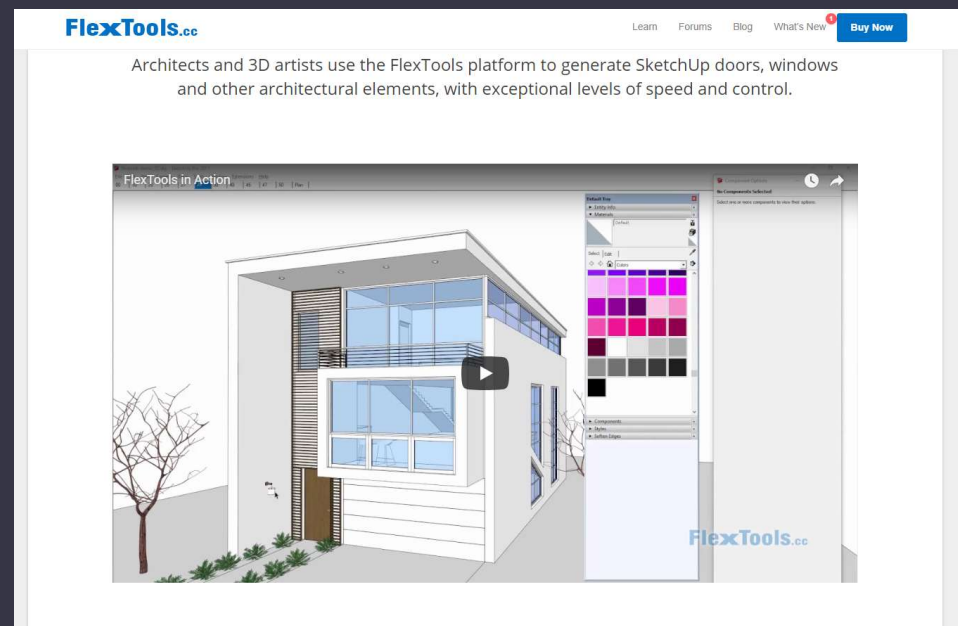 FlexTools.cc
Learn Forums Blog What's New 1 Buy Now
Architects and 3D artists use the FlexTools platform to generate SketchUp doors, windows
and other architectural elements, with exceptional levels of speed and control.
FlexTools in Action
Component Options
No Components Selected
Select one or more components to view their options.
Default Tray
Entity Info
Materials
Default
Select Edit
Colors
Components
Styles
Soften Edges
FlexTools.cc